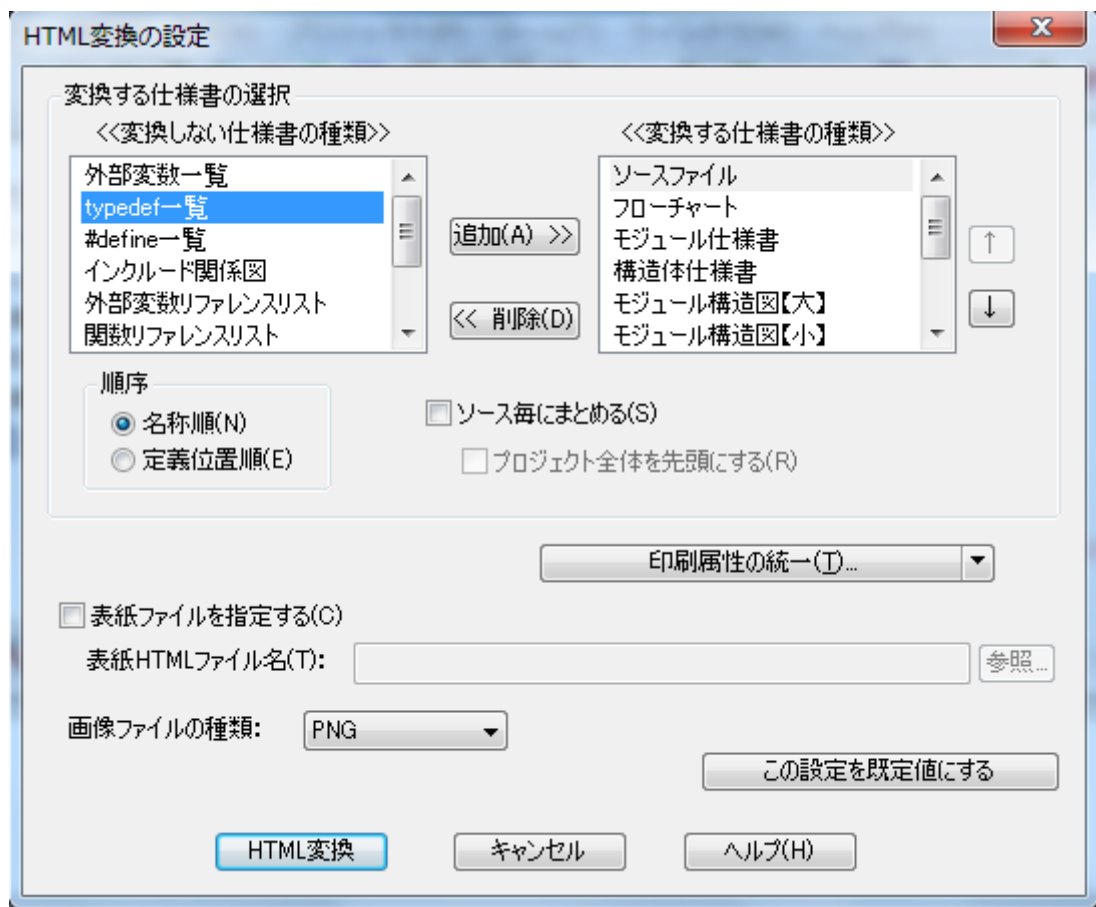 HTML変換の設定
変換する仕様書の選択
<<変換しない仕様書の種類>>
外部変数一覧
typedef一覧
#define一覧
インクルード関係図
外部変数リファレンスリスト
関数リファレンスリスト
追加(A) >>
<< 削除(D)
<<変換する仕様書の種類>>
ソースファイル
フローチャート
モジュール仕様書
構造体仕様書
モジュール構造図【大】
モジュール構造図【小】
↑
↓
順序
名称順(N)
定義位置順(E)
ソース毎にまとめる(S)
プロジェクト全体を先頭にする(R)
印刷属性の統一(T)...
表紙ファイルを指定する(C)
表紙HTMLファイル名(T):
参照...
画像ファイルの種類:
PNG
この設定を既定値にする
HTML変換
キャンセル
ヘルプ(H)